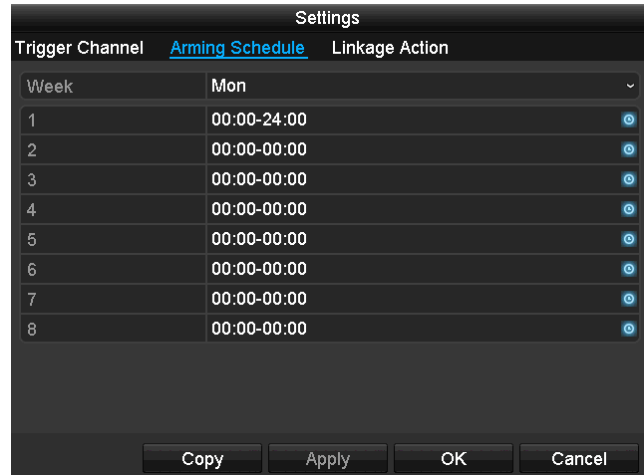 Settings
Trigger Channel Arming Schedule Linkage Action
Week Mon
1 00:00-24:00
2 00:00-00:00
3 00:00-00:00
4 00:00-00:00
5 00:00-00:00
6 00:00-00:00
7 00:00-00:00
8 00:00-00:00
Copy Apply OK Cancel